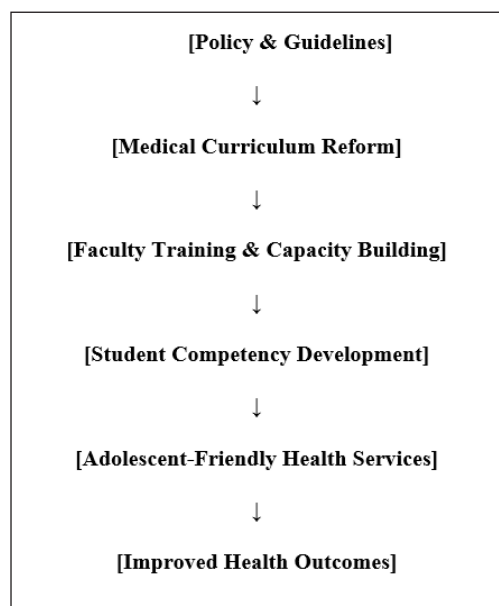 [Policy & Guidelines]
↓
[Medical Curriculum Reform]
↓
[Faculty Training & Capacity Building]
↓
[Student Competency Development]
↓
[Adolescent-Friendly Health Services]
↓
[Improved Health Outcomes]